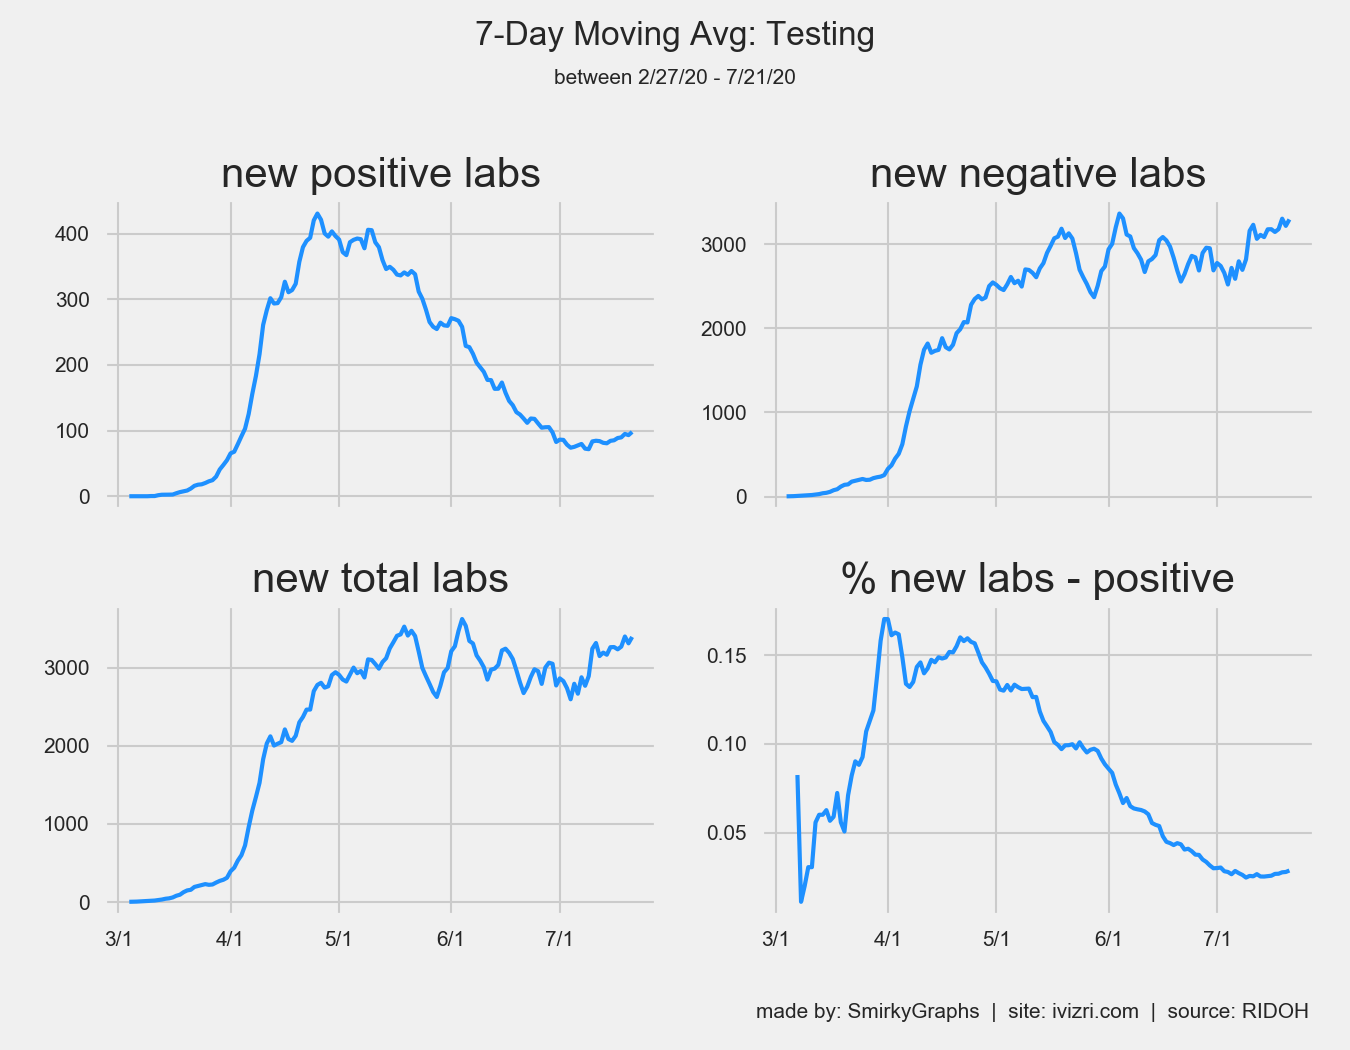 7-Day Moving Avg: Testing
between 2/27/20 - 7/21/20
new positive labs
400
300
200
100
0
new negative labs
3000
2000
1000
0
new total labs
3000
2000
1000
0
3/1 4/1 5/1 6/1 7/1
% new labs - positive
0.15
0.10
0.05
3/1 4/1 5/1 6/1 7/1
made by: SmirkyGraphs | site: ivizri.com | source: RIDOH